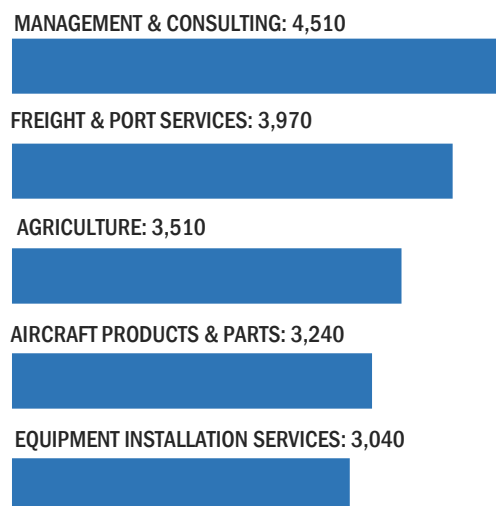 MANAGEMENT & CONSULTING: 4,510
FREIGHT & PORT SERVICES: 3,970
AGRICULTURE: 3,510
AIRCRAFT PRODUCTS & PARTS: 3,240
EQUIPMENT INSTALLATION SERVICES: 3,040